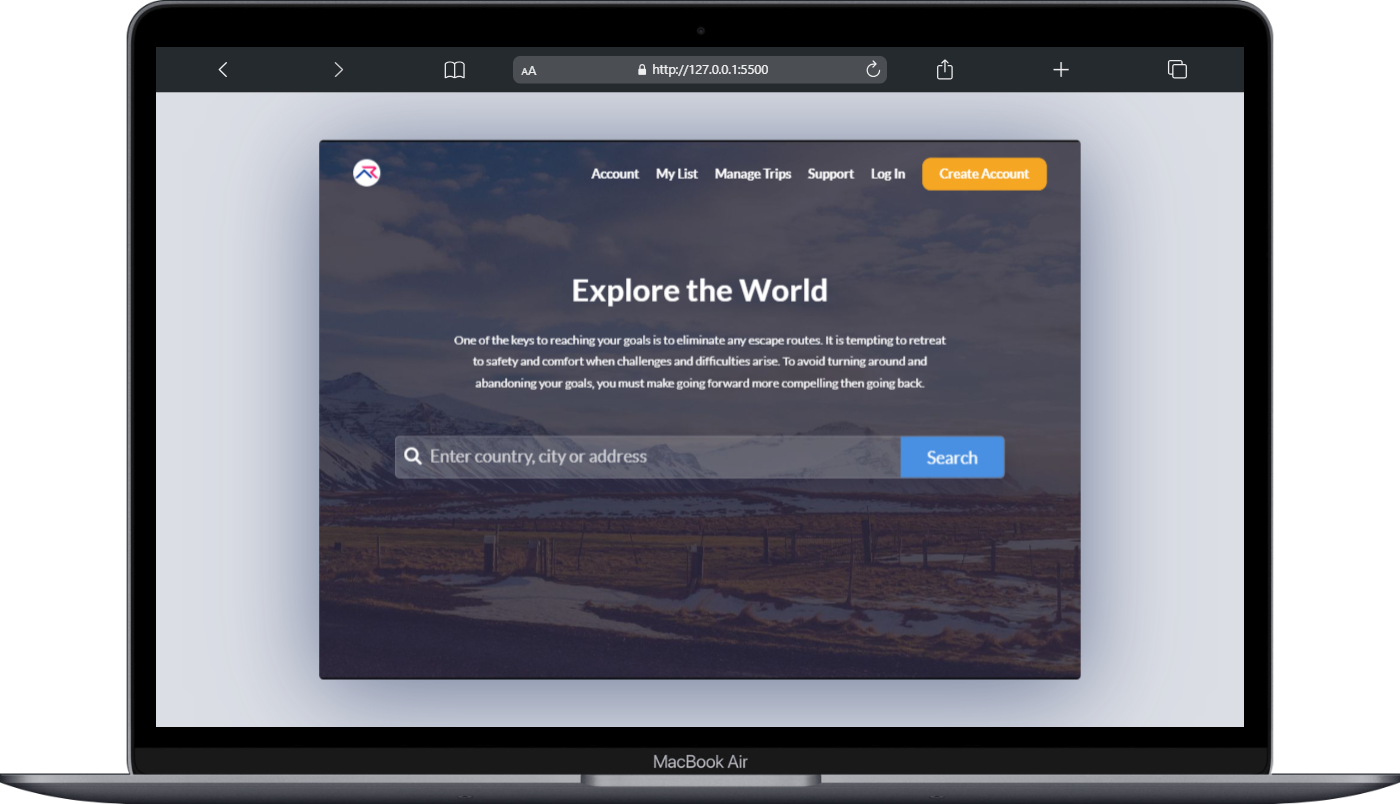 AA
http://127.0.0.1:5500
Account My List Manage Trips Support Log In Create Account
Explore the World
One of the keys to reaching your goals is to eliminate any escape routes. It is tempting to retreat
to safety and comfort when challenges and difficulties arise. To avoid turning around and
abandoning your goals, you must make going forward more compelling then going back.
Enter country, city or address Search
MacBook Air